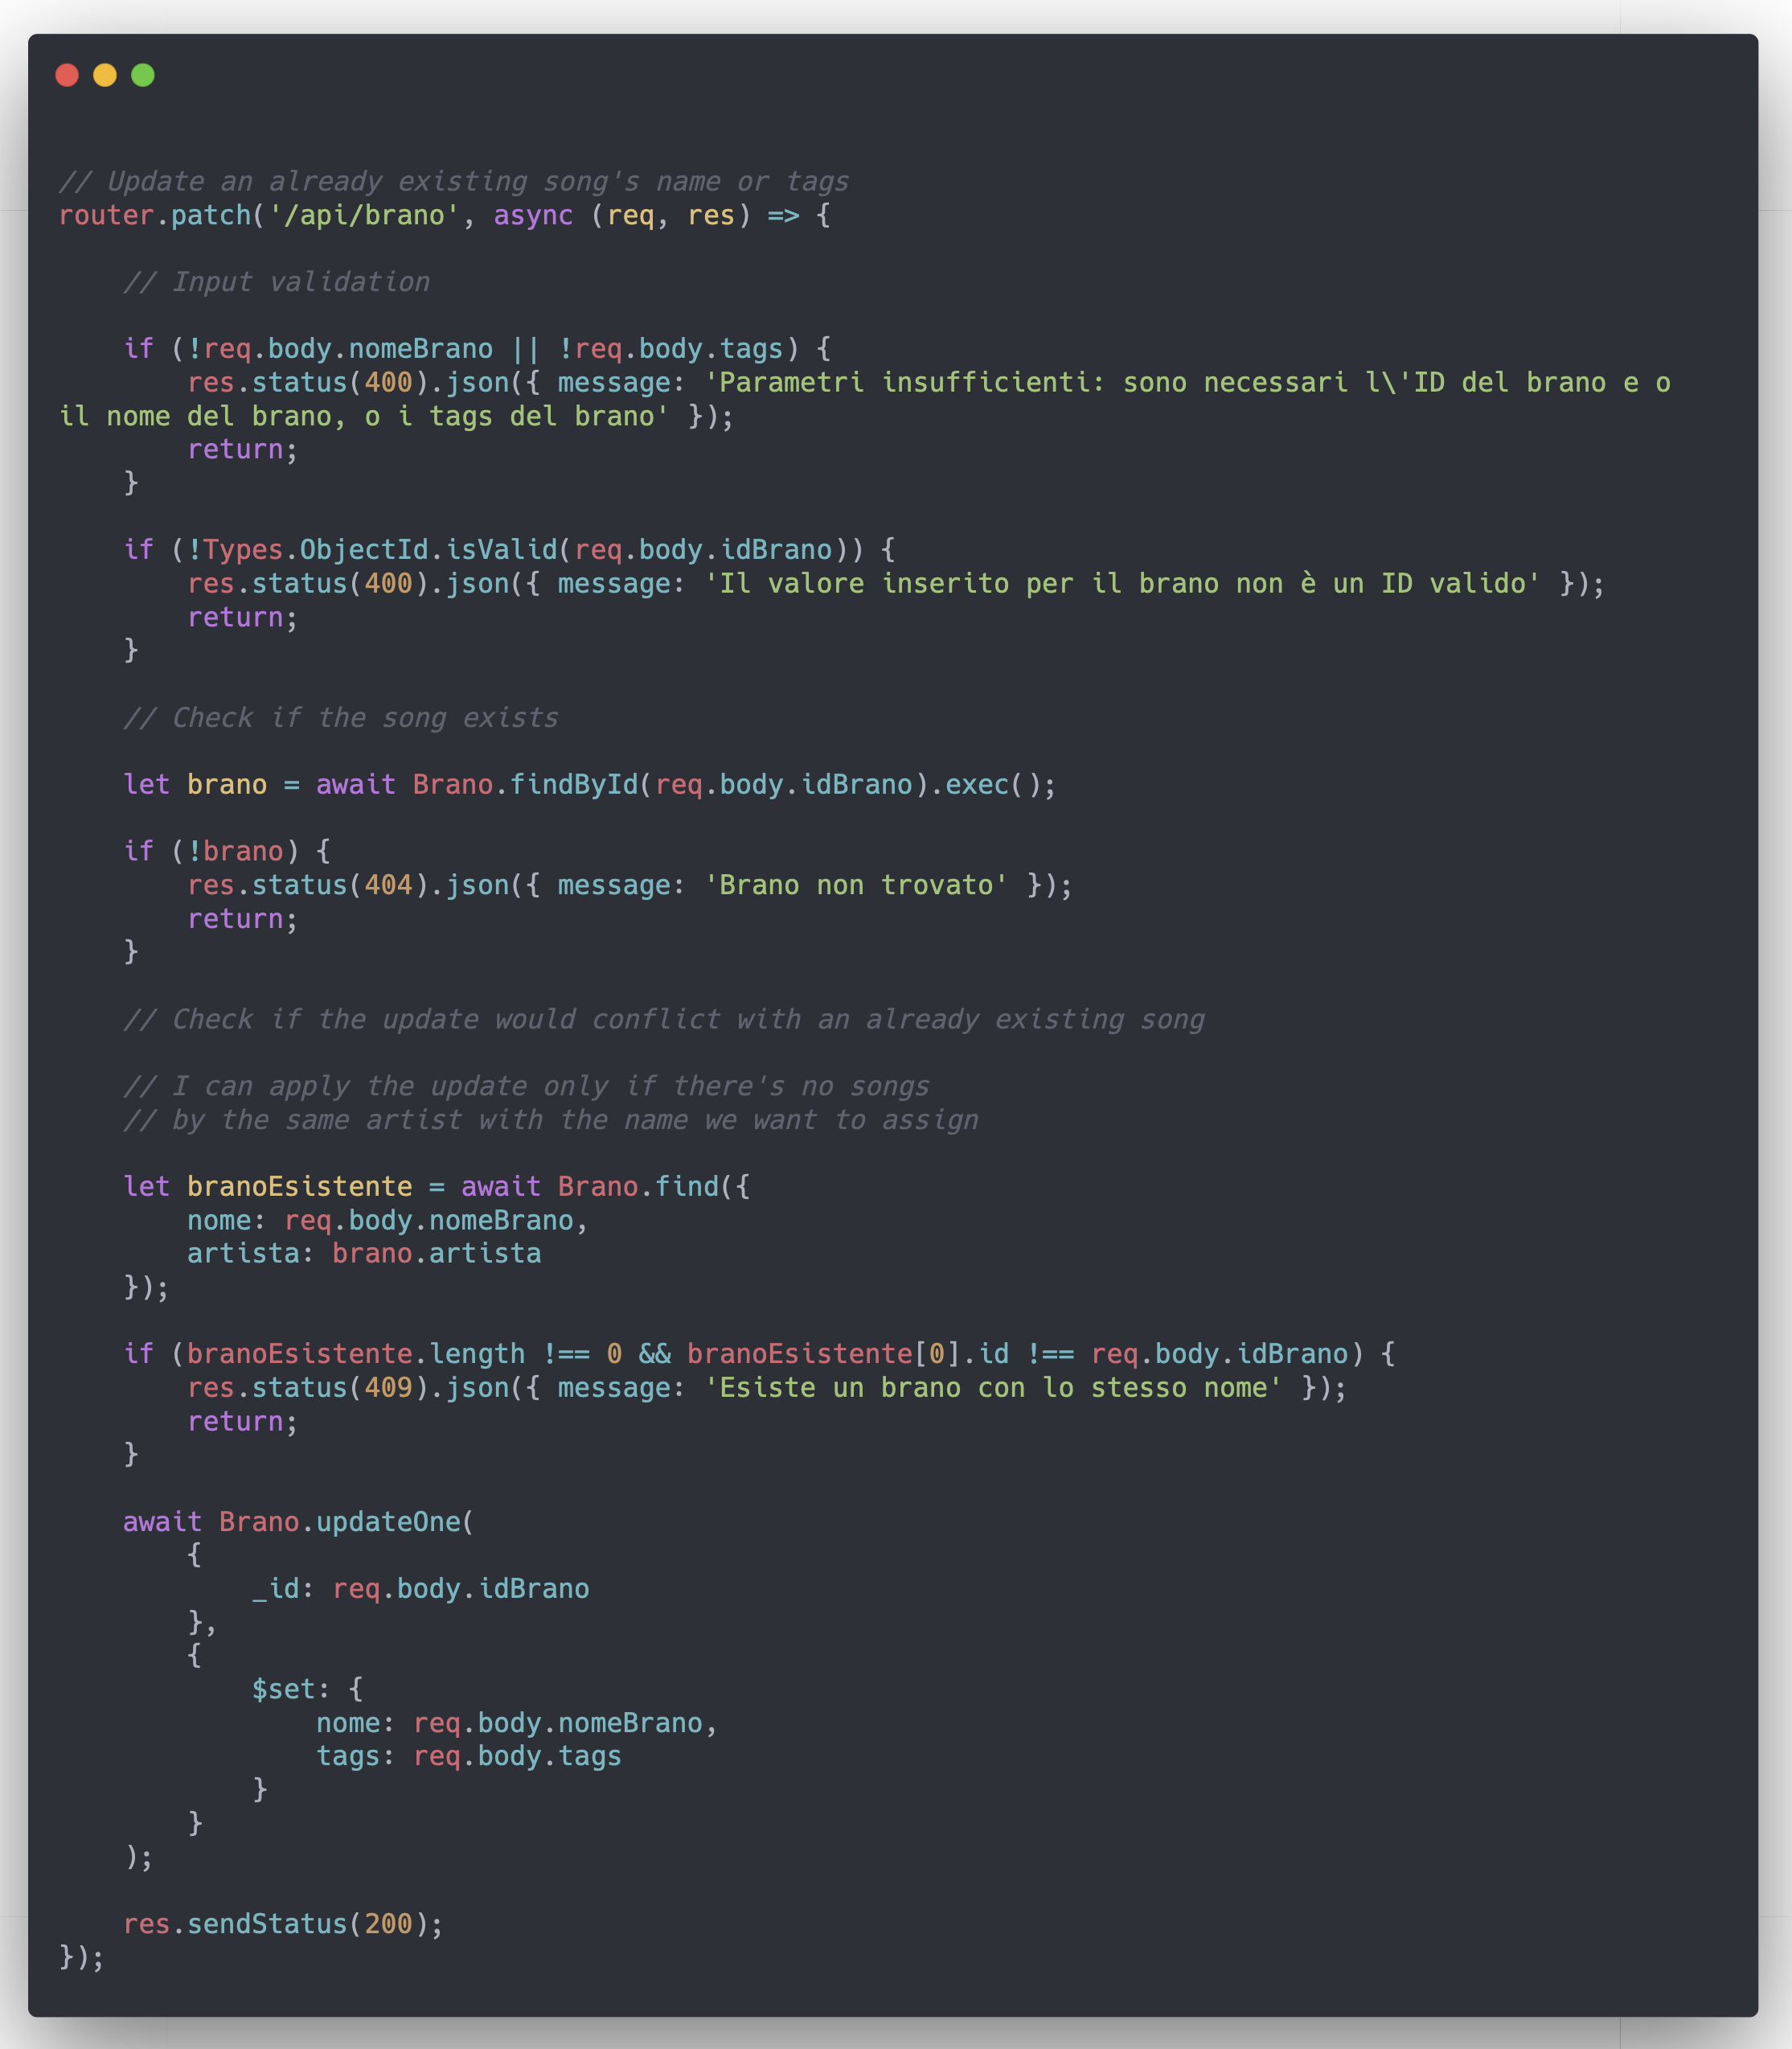 // Update an already existing song's name or tags
router.patch('/api/brano', async (req, res) => {
    // Input validation
    if (!req.body.nomeBrano || !req.body.tags) {
        res.status(400).json({ message: 'Parametri insufficienti: sono necessari l\'ID del brano e o
il nome del brano, o i tags del brano' });
        return;
    }
    if (!Types.ObjectId.isValid(req.body.idBrano)) {
        res.status(400).json({ message: 'Il valore inserito per il brano non è un ID valido' });
        return;
    }
    // Check if the song exists
    let brano = await Brano.findById(req.body.idBrano).exec();
    if (!brano) {
        res.status(404).json({ message: 'Brano non trovato' });
        return;
    }
    // Check if the update would conflict with an already existing song
    // I can apply the update only if there's no songs
    // by the same artist with the name we want to assign
    let branoEsistente = await Brano.find({
        nome: req.body.nomeBrano,
        artista: brano.artista
    });
    if (branoEsistente.length !== 0 && branoEsistente[0].id !== req.body.idBrano) {
        res.status(409).json({ message: 'Esiste un brano con lo stesso nome' });
        return;
    }
    await Brano.updateOne(
        {
            _id: req.body.idBrano
        },
        {
            $set: {
                nome: req.body.nomeBrano,
                tags: req.body.tags
            }
        }
    );
    res.sendStatus(200);
});